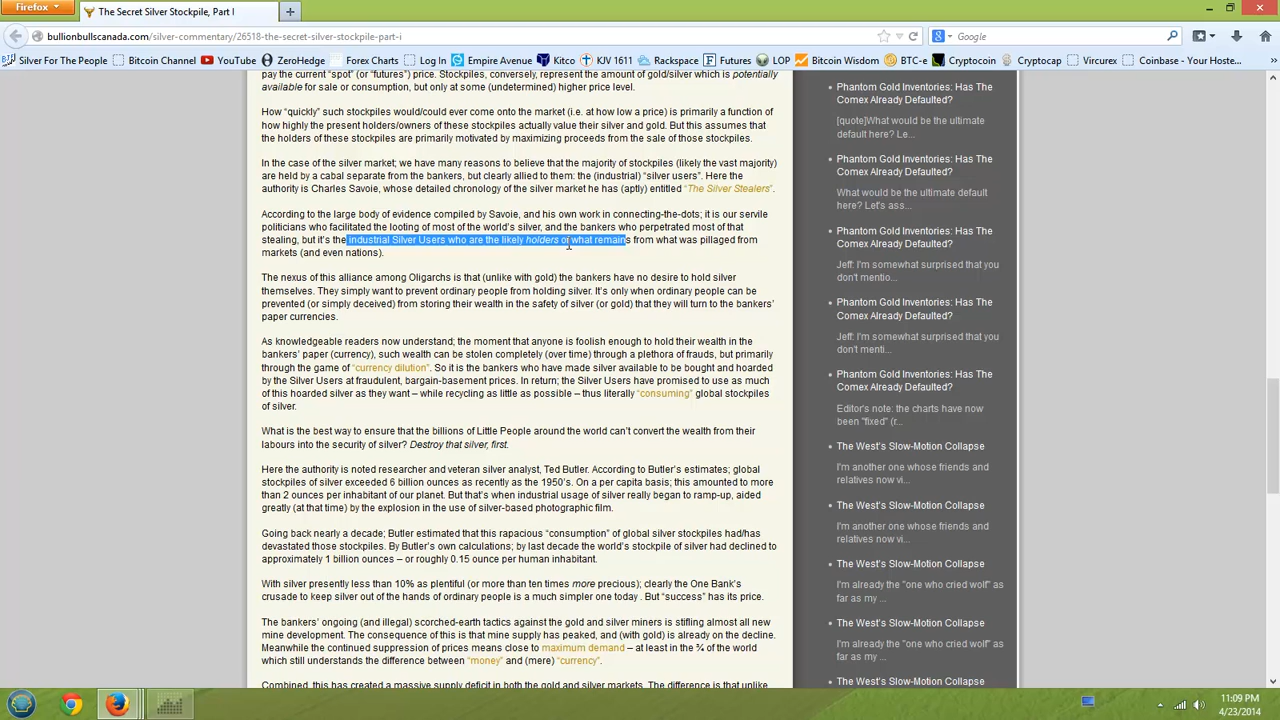 Firefox
The Secret Silver Stockpile, Part I
bullionbullscanada.com/silver-commentary/26518-the-secret-silver-stockpile-part-i
Google
Silver For The People
Bitcoin Channel
YouTube
ZeroHedge
Forex Charts
Log In
Empire Avenue
Kitco
KJV 1611
Rackspace
Futures
LOP
Bitcoin Wisdom
BTC-e
Cryptocoin
Cryptocap
Vircurex
Coinbase - Your Hoste...
pay the current “spot” (or “futures”) price. Stockpiles, conversely, represent the amount of gold/silver which is potentially
available for sale or consumption, but only at some (undetermined) higher price level.
How “quickly” such stockpiles would/could ever come onto the market (i.e. at how low a price) is primarily a function of
how highly the present holders/owners of these stockpiles actually value their silver and gold. But this assumes that
the holders of these stockpiles are primarily motivated by maximizing proceeds from the sale of those stockpiles.
In the case of the silver market; we have many reasons to believe that the majority of stockpiles (likely the vast majority)
are held by a cabal separate from the bankers, but clearly allied to them: the (industrial) “silver users”. Here the
authority is Charles Savoie, whose detailed chronology of the silver market he has (aptly) entitled “The Silver Stealers”.
According to the large body of evidence compiled by Savoie, and his own work in connecting-the-dots; it is our servile
politicians who facilitated the looting of most of the world’s silver, and the bankers who perpetrated most of that
stealing, but it’s the industrial Silver Users who are the likely holders of what remains from what was pillaged from
markets (and even nations).
The nexus of this alliance among Oligarchs is that (unlike with gold) the bankers have no desire to hold silver
themselves. They simply want to prevent ordinary people from holding silver. It’s only when ordinary people can be
prevented (or simply deceived) from storing their wealth in the safety of silver (or gold) that they will turn to the bankers’
paper currencies.
As knowledgeable readers now understand; the moment that anyone is foolish enough to hold their wealth in the
bankers’ paper (currency), such wealth can be stolen completely (over time) through a plethora of frauds, but primarily
through the game of “currency dilution”. So it is the bankers who have made silver available to be bought and hoarded
by the Silver Users at fraudulent, bargain-basement prices. In return; the Silver Users have promised to use as much
of this hoarded silver as they want – while recycling as little as possible – thus literally “consuming” global stockpiles
of silver.
What is the best way to ensure that the billions of Little People around the world can’t convert the wealth from their
labours into the security of silver? Destroy that silver, first.
Here the authority is noted researcher and veteran silver analyst, Ted Butler. According to Butler’s estimates; global
stockpiles of silver exceeded 6 billion ounces as recently as the 1950’s. On a per capita basis; this amounted to more
than 2 ounces per inhabitant of our planet. But that’s when industrial usage of silver really began to ramp-up, aided
greatly (at that time) by the explosion in the use of silver-based photographic film.
Going back nearly a decade; Butler estimated that this rapacious “consumption” of global silver stockpiles had/has
devastated those stockpiles. By Butler’s own calculations; by last decade the world’s stockpile of silver had declined to
approximately 1 billion ounces – or roughly 0.15 ounce per human inhabitant.
With silver presently less than 10% as plentiful (or more than ten times more precious); clearly the One Bank’s
crusade to keep silver out of the hands of ordinary people is a much simpler one today . But “success” has its price.
The bankers’ ongoing (and illegal) scorched-earth tactics against the gold and silver miners is stifling almost all new
mine development. The consequence of this is that mine supply has peaked, and (with gold) is already on the decline.
Meanwhile the continued suppression of prices means close to maximum demand – at least in the ¾ of the world
which still understands the difference between “money” and (mere) “currency”.
Combined, this has created a massive supply deficit in both the gold and silver markets. The difference is that unlike
Phantom Gold Inventories: Has The
Comex Already Defaulted?
[quote]What would be the ultimate
default here? Le...
Phantom Gold Inventories: Has The
Comex Already Defaulted?
What would be the ultimate
default here? Let's ass...
Phantom Gold Inventories: Has The
Comex Already Defaulted?
Jeff: I'm somewhat surprised that you
don't mentio...
Phantom Gold Inventories: Has The
Comex Already Defaulted?
Jeff: I'm somewhat surprised that you
don't menti...
Phantom Gold Inventories: Has The
Comex Already Defaulted?
Editor's note: the charts have now
been "fixed" (r...
The West's Slow-Motion Collapse
I'm another one whose friends and
relatives now vi...
The West's Slow-Motion Collapse
I'm another one whose friends and
relatives now vi...
The West's Slow-Motion Collapse
I'm already the "one who cried wolf" as
far as my ...
The West's Slow-Motion Collapse
I'm already the "one who cried wolf" as
far as my ...
The West's Slow-Motion Collapse
11:09 PM
4/23/2014